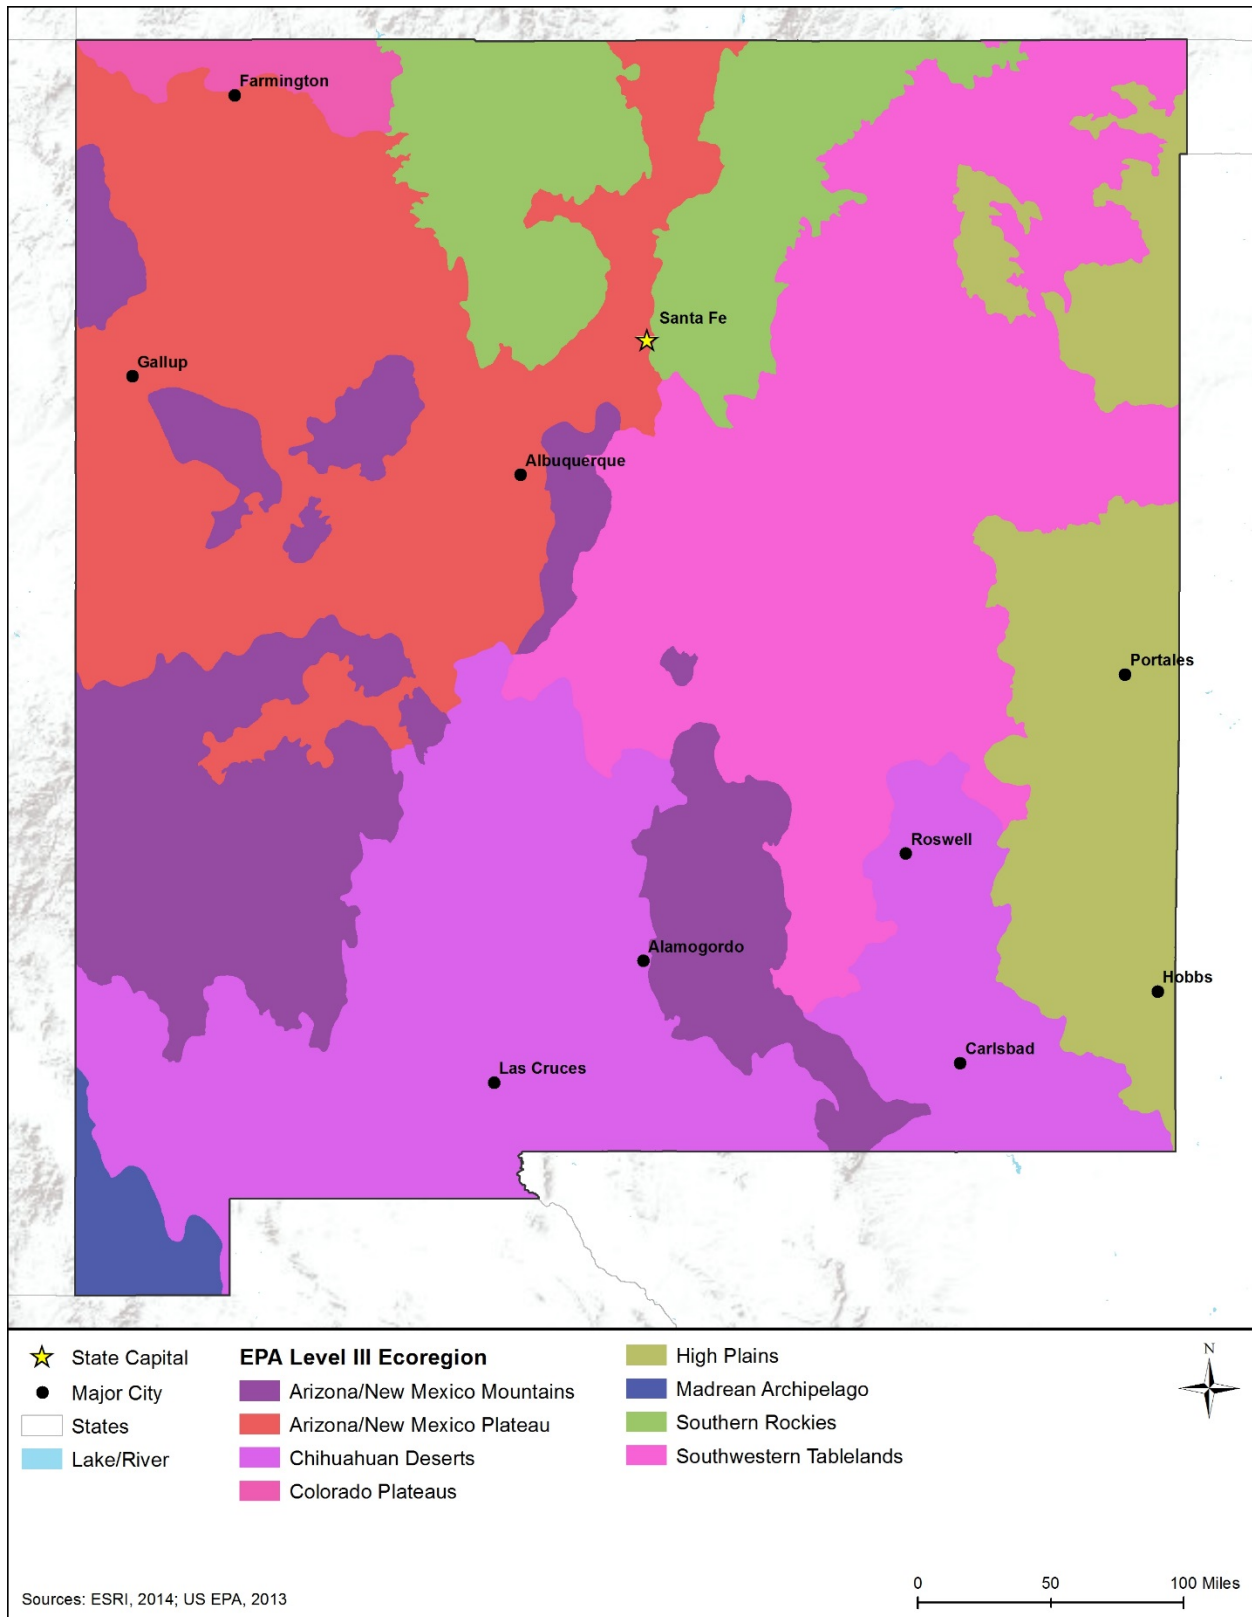 Farmington
Santa Fe
Gallup
Albuquerque
Portales
Roswell
Alamogordo
Hobbs
Carlsbad
Las Cruces
State Capital
Major City
States
Lake/River
EPA Level III Ecoregion
Arizona/New Mexico Mountains
Arizona/New Mexico Plateau
Chihuahuan Deserts
Colorado Plateaus
High Plains
Madrean Archipelago
Southern Rockies
Southwestern Tablelands
N
0 50 100 Miles
Sources: ESRI, 2014; US EPA, 2013